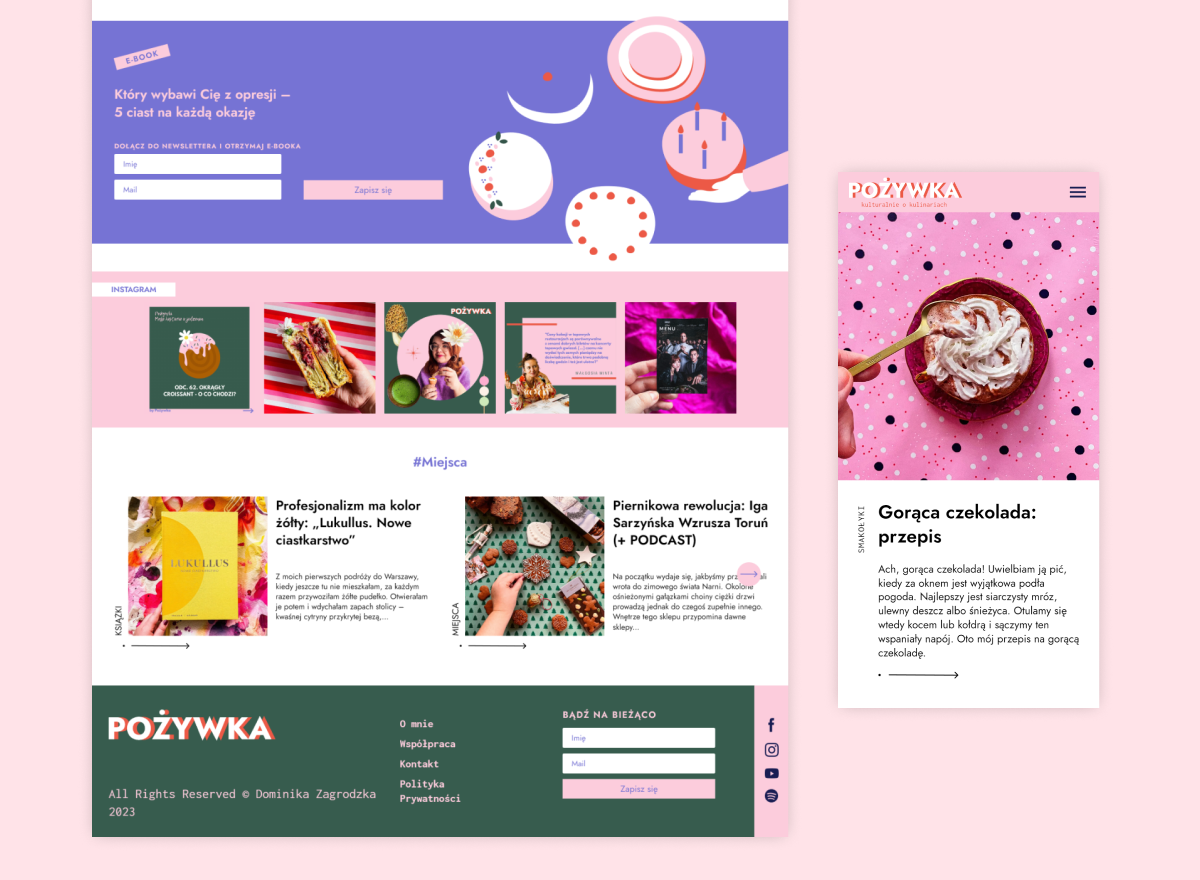 E-BOOK
Który wybawi Cię z opresji –
5 ciast na każdą okazję
DOŁĄCZ DO NEWSLETTERA I OTRZYMAJ E-BOOKA
Imię
Mail
Zapisz się
INSTAGRAM
ODC. 62. OKRĄGŁY
CROISSANT - O CO CHODZI?
POŻYWKA
MENU
#Miejsca
LUKULLUS
KSIĄŻKI
Profesjonalizm ma kolor
żółty: „Lukullus. Nowe
ciastkarstwo”
Z moich pierwszych podróży do Warszawy,
kiedy jeszcze tu nie mieszkałam, za każdym
razem przywoziłam żółte pudełko. Otwierałam
je potem i wdychałam zapach stolicy –
kwaśnej cytryny przykrytej bezą,...
MIEJSCA
Piernikowa rewolucja: Iga
Sarzyńska Wzrusza Toruń
(+ PODCAST)
Na początku wydaje się, jakbyśmy
wrota do zimowego świata Narni. Okolone
ośnieżonymi gałązkami choiny ciężki drzwi
prowadzą jednak do czegoś zupełnie innego.
Wnętrze tego sklepu przypomina dawne
sklepy...
POŻYWKA
All Rights Reserved © Dominika Zagrodzka
2023
O mnie
Współpraca
Kontakt
Polityka
Prywatności
BĄDŹ NA BIEŻĄCO
Imię
Mail
Zapisz się
POŻYWKA
kulturalnie o kulinariach
SMAKOŁYKI
Gorąca czekolada:
przepis
Ach, gorąca czekolada! Uwielbiam ją pić,
kiedy za oknem jest wyjątkowa podła
pogoda. Najlepszy jest siarczysty mróz,
ulewny deszcz albo śnieżyca. Otulamy się
wtedy kocem lub kołdrą i sączymy ten
wspaniały napój. Oto mój przepis na gorącą
czekoladę.